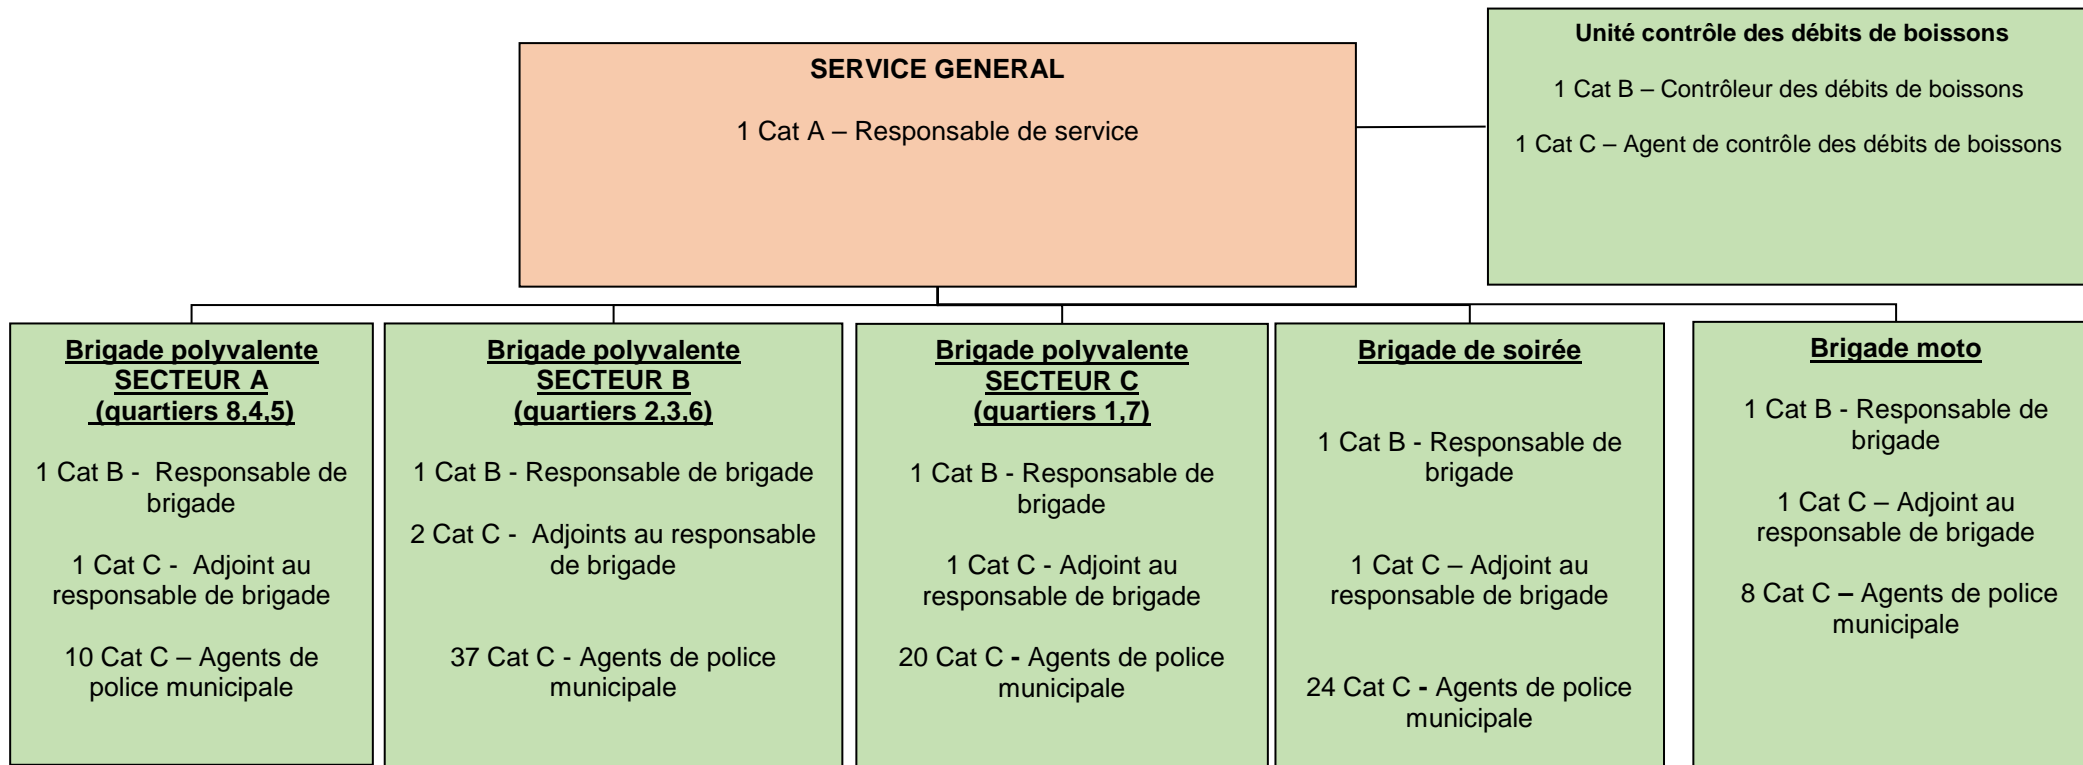 SERVICE GENERAL
1 Cat A – Responsable de service
Unité contrôle des débits de boissons
1 Cat B – Contrôleur des débits de boissons
1 Cat C – Agent de contrôle des débits de boissons
Brigade polyvalente
SECTEUR A
(quartiers 8,4,5)
1 Cat B - Responsable de
brigade
1 Cat C - Adjoint au
responsable de brigade
10 Cat C – Agents de
police municipale
Brigade polyvalente
SECTEUR B
(quartiers 2,3,6)
1 Cat B - Responsable de brigade
2 Cat C - Adjoints au responsable
de brigade
37 Cat C - Agents de police
municipale
Brigade polyvalente
SECTEUR C
(quartiers 1,7)
1 Cat B - Responsable de
brigade
1 Cat C - Adjoint au
responsable de brigade
20 Cat C - Agents de police
municipale
Brigade de soirée
1 Cat B - Responsable de
brigade
1 Cat C – Adjoint au
responsable de brigade
24 Cat C - Agents de police
municipale
Brigade moto
1 Cat B - Responsable de
brigade
1 Cat C – Adjoint au
responsable de brigade
8 Cat C – Agents de police
municipale